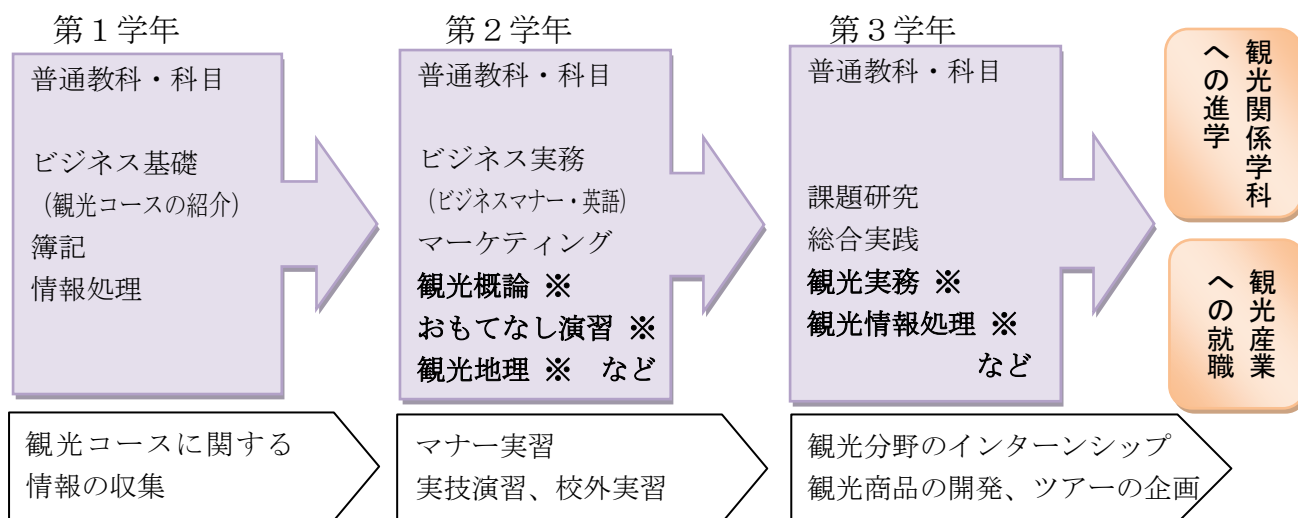 第１学年
普通教科・科目
ビジネス基礎
（観光コースの紹介）
簿記
情報処理
観光コースに関する
情報の収集
第２学年
普通教科・科目
ビジネス実務
（ビジネスマナー・英語）
マーケティング
観光概論 ※
おもてなし演習 ※
観光地理 ※　など
マナー実習
実技演習、校外実習
第３学年
普通教科・科目
課題研究
総合実践
観光実務 ※
観光情報処理 ※
など
観光分野のインターンシップ
観光商品の開発、ツアーの企画
観光関係学科
への進学
観光産業
への就職